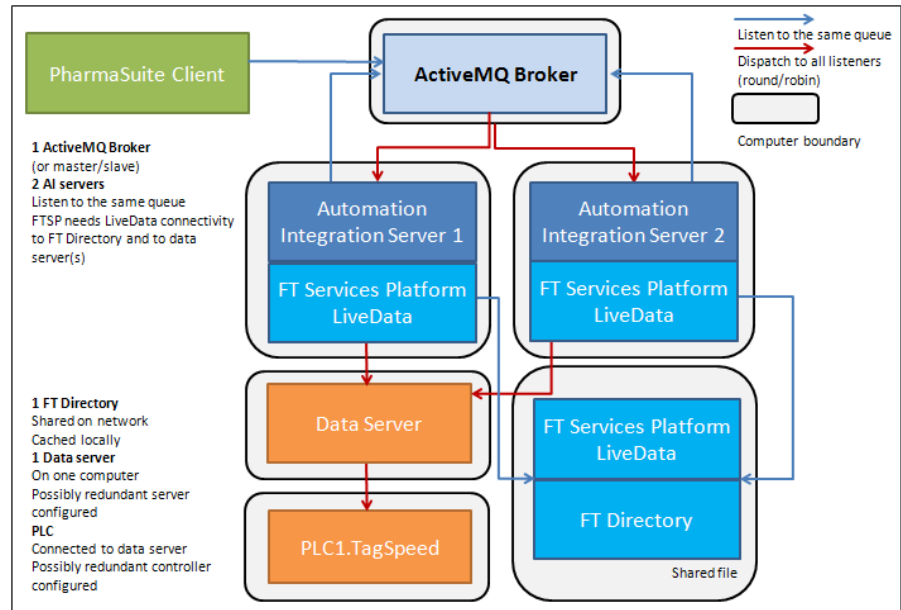 PharmaSuite Client
ActiveMQ Broker
Listen to the same queue
Dispatch to all listeners
(round/robin)
Computer boundary
1 ActiveMQ Broker
(or master/slave)
2 AI servers
Listen to the same queue
FTSP needs LiveData connectivity
to FT Directory and to data
server(s)
Automation
Integration Server 1
FT Services Platform
LiveData
Automation
Integration Server 2
FT Services Platform
LiveData
1 FT Directory
Shared on network
Cached locally
1 Data server
On one computer
Possibly redundant server
configured
PLC
Connected to data server
Possibly redundant controller
configured
Data Server
PLC1.TagSpeed
FT Services Platform
LiveData
FT Directory
Shared file